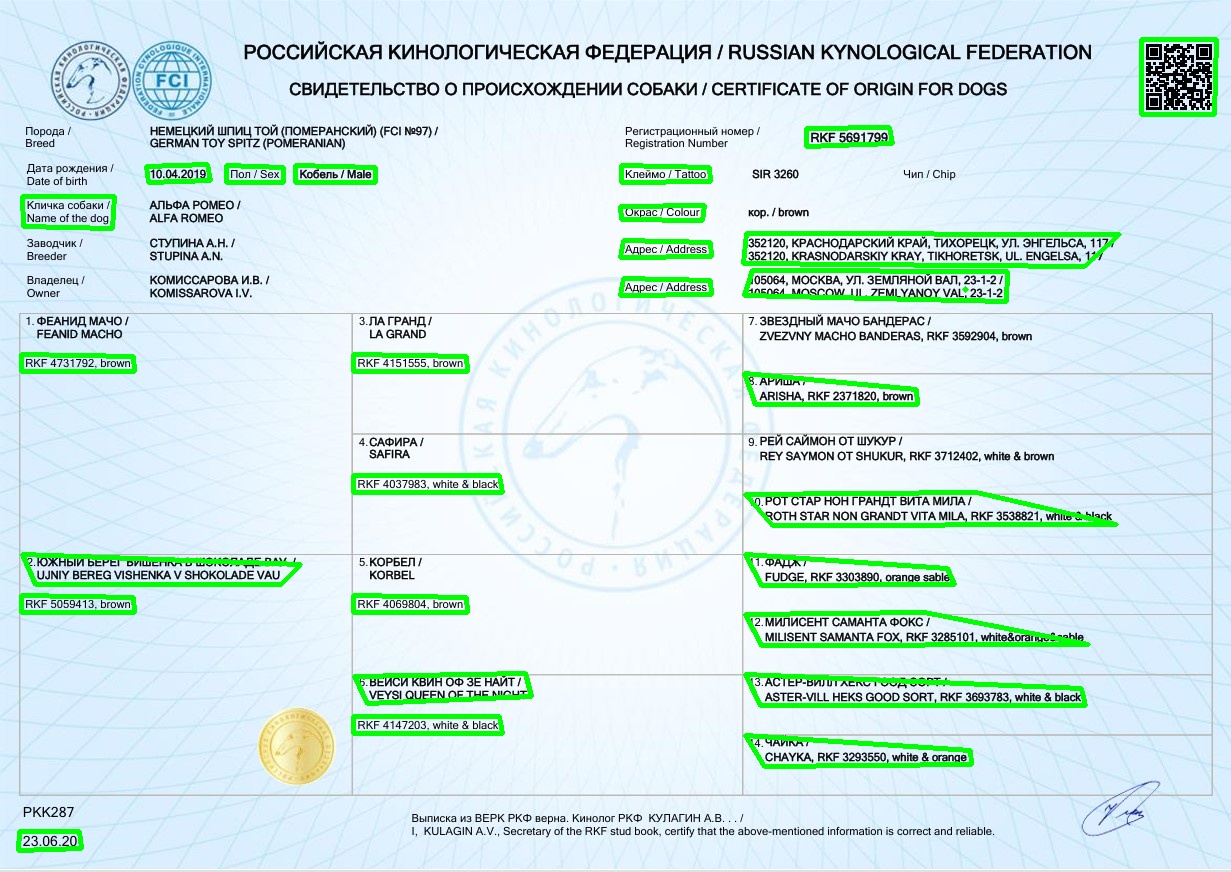 РОССИЙСКАЯ КИНОЛОГИЧЕСКАЯ ФЕДЕРАЦИЯ / RUSSIAN KYNOLOGICAL FEDERATION
СВИДЕТЕЛЬСТВО О ПРОИСХОЖДЕНИИ СОБАКИ / CERTIFICATE OF ORIGIN FOR DOGS
FCI
Порода / Breed
НЕМЕЦКИЙ ШПИЦ ТОЙ (ПОМЕРАНСКИЙ) (FCI №97) /
GERMAN TOY SPITZ (POMERANIAN)
Регистрационный номер /
Registration Number
RKF 5691799
Дата рождения /
Date of birth
10.04.2019
Пол / Sex
Кобель / Male
Клеймо / Tattoo
SIR 3260
Чип / Chip
Кличка собаки /
Name of the dog
АЛЬФА РОМЕО /
ALFA ROMEO
Окрас / Colour
кор. / brown
Заводчик /
Breeder
СТУПИНА А.Н. /
STUPINA A.N.
Адрес / Address
352120, КРАСНОДАРСКИЙ КРАЙ, ТИХОРЕЦК, УЛ. ЭНГЕЛЬСА, 117 /
352120, KRASNODARSKIY KRAY, TIKHORETSK, UL. ENGELSA, 117
Владелец /
Owner
КОМИССАРОВА И.В. /
KOMISSAROVA I.V.
Адрес / Address
105064, МОСКВА, УЛ. ЗЕМЛЯНОЙ ВАЛ, 23-1-2 /
105064, MOSCOW, UL. ZEMLYANOY VAL, 23-1-2
1. ФЕАНИД МАЧО /
FEANID MACHO
RKF 4731792, brown
2. ЮЖНЫЙ БЕРЕГ ВИШЕНКА В ШОКОЛАДЕ ВАУ /
UJNIY BEREG VISHENKA V SHOKOLADE VAU
RKF 5059413, brown
3. ЛА ГРАНД /
LA GRAND
RKF 4151555, brown
4. САФИРА /
SAFIRA
RKF 4037983, white & black
5. КОРБЕЛ /
KORBEL
RKF 4069804, brown
6. ВЕЙСИ КВИН ОФ ЗЕ НАЙТ /
VEYSI QUEEN OF THE NIGHT
RKF 4147203, white & black
7. ЗВЕЗДНЫЙ МАЧО БАНДЕРАС /
ZVEZVNY MACHO BANDERAS, RKF 3592904, brown
8. АРИША /
ARISHA, RKF 2371820, brown
9. РЕЙ САЙМОН ОТ ШУКУР /
REY SAYMON OT SHUKUR, RKF 3712402, white & brown
10. РОТ СТАР НОН ГРАНДТ ВИТА МИЛА /
ROTH STAR NON GRANDT VITA MILA, RKF 3538821, white & black
11. ФАДЖ /
FUDGE, RKF 3303890, orange sable
12. МИЛИСЕНТ САМАНТА ФОКС /
MILISENT SAMANTA FOX, RKF 3285101, white&orange&sable
13. АСТЕР-ВИЛЛ ХЕКС ГООД СОРТ /
ASTER-VILL HEKS GOOD SORT, RKF 3693783, white & black
14. ЧАЙКА /
CHAYKA, RKF 3293550, white & orange
PKK287
23.06.20
Выписка из ВЕРК РКФ верна. Кинолог РКФ КУЛАГИН А.В. . . /
I, KULAGIN A.V., Secretary of the RKF stud book, certify that the above-mentioned information is correct and reliable.